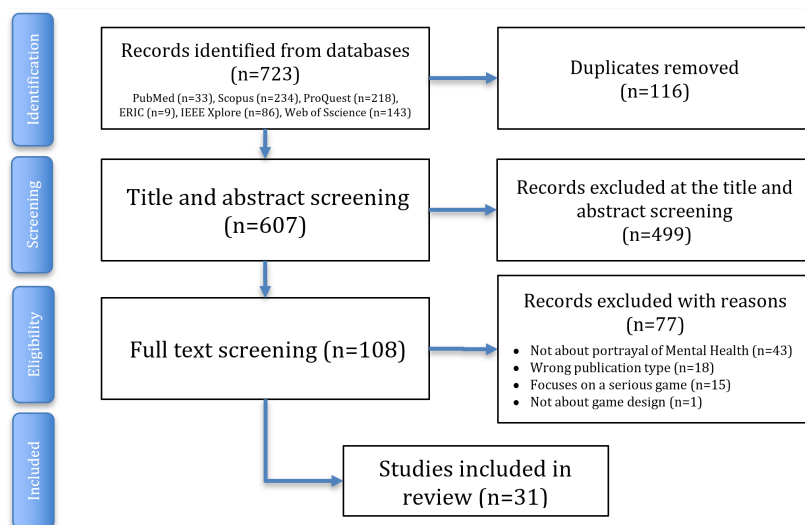 Identification
Records identified from databases
(n=723)
PubMed (n=33), Scopus (n=234), ProQuest (n=218),
ERIC (n=9), IEEE Xplore (n=86), Web of Sscience (n=143)
Duplicates removed
(n=116)
Screening
Title and abstract screening
(n=607)
Records excluded at the title and
abstract screening
(n=499)
Eligibility
Full text screening (n=108)
Records excluded with reasons
(n=77)
• Not about portrayal of Mental Health (n=43)
• Wrong publication type (n=18)
• Focuses on a serious game (n=15)
• Not about game design (n=1)
Included
Studies included in
review (n=31)